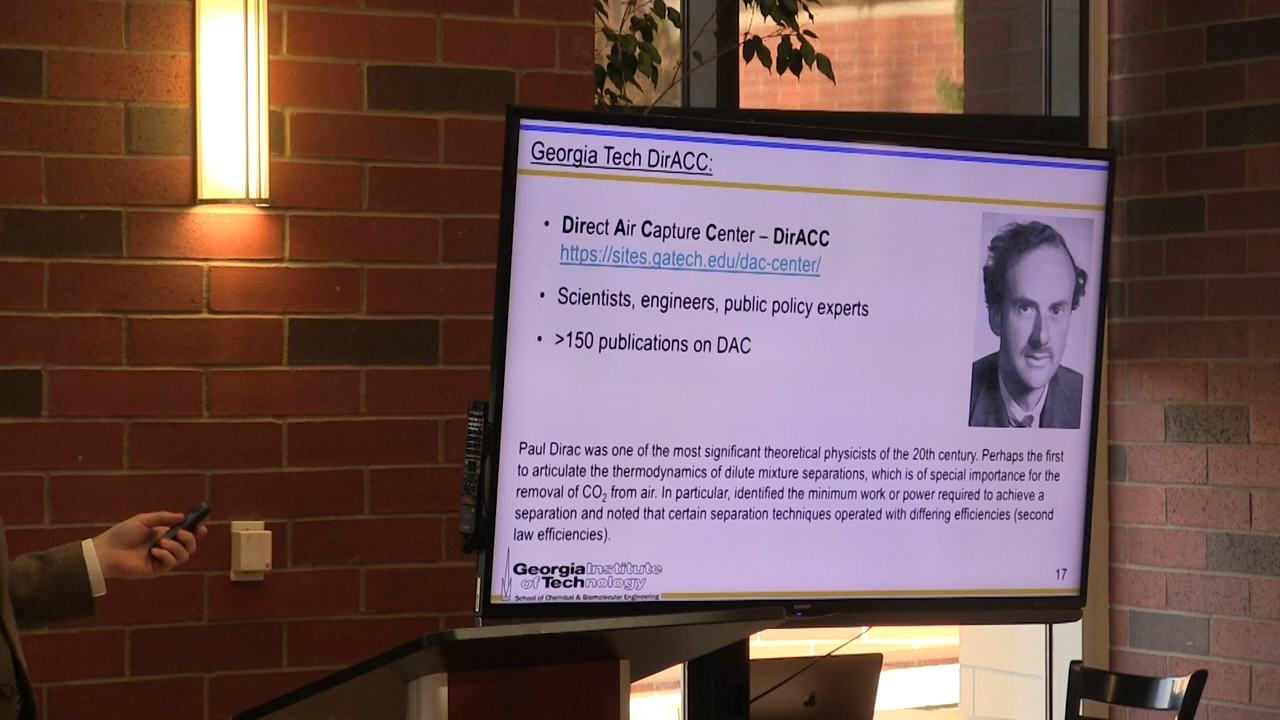 Georgia Tech DirACC:
• Direct Air Capture Center – DirACC
https://sites.gatech.edu/dac-center/
• Scientists, engineers, public policy experts
• >150 publications on DAC
Paul Dirac was one of the most significant theoretical physicists of the 20th century. Perhaps the first
to articulate the thermodynamics of dilute mixture separations, which is of special importance for the
removal of CO₂ from air. In particular, identified the minimum work or power required to achieve a
separation and noted that certain separation techniques operated with differing efficiencies (second
law efficiencies).
Georgia Institute
of Technology
School of Chemical & Biomolecular Engineering
17